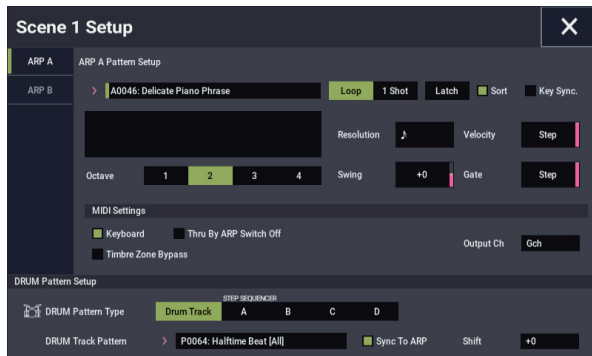 Scene 1 Setup
ARP A
ARP A Pattern Setup
ARP B
A0046: Delicate Piano Phrase
Loop 1 Shot Latch Sort Key Sync.
Resolution Velocity Step
Octave 1 2 3 4 Swing +0 Gate Step
MIDI Settings
Keyboard Thru By ARP Switch Off
Timbre Zone Bypass
Output Ch Gch
DRUM Pattern Setup
STEP SEQUENCER
DRUM Pattern Type Drum Track A B C D
DRUM Track Pattern P0064: Halftime Beat [All] Sync To ARP Shift +0